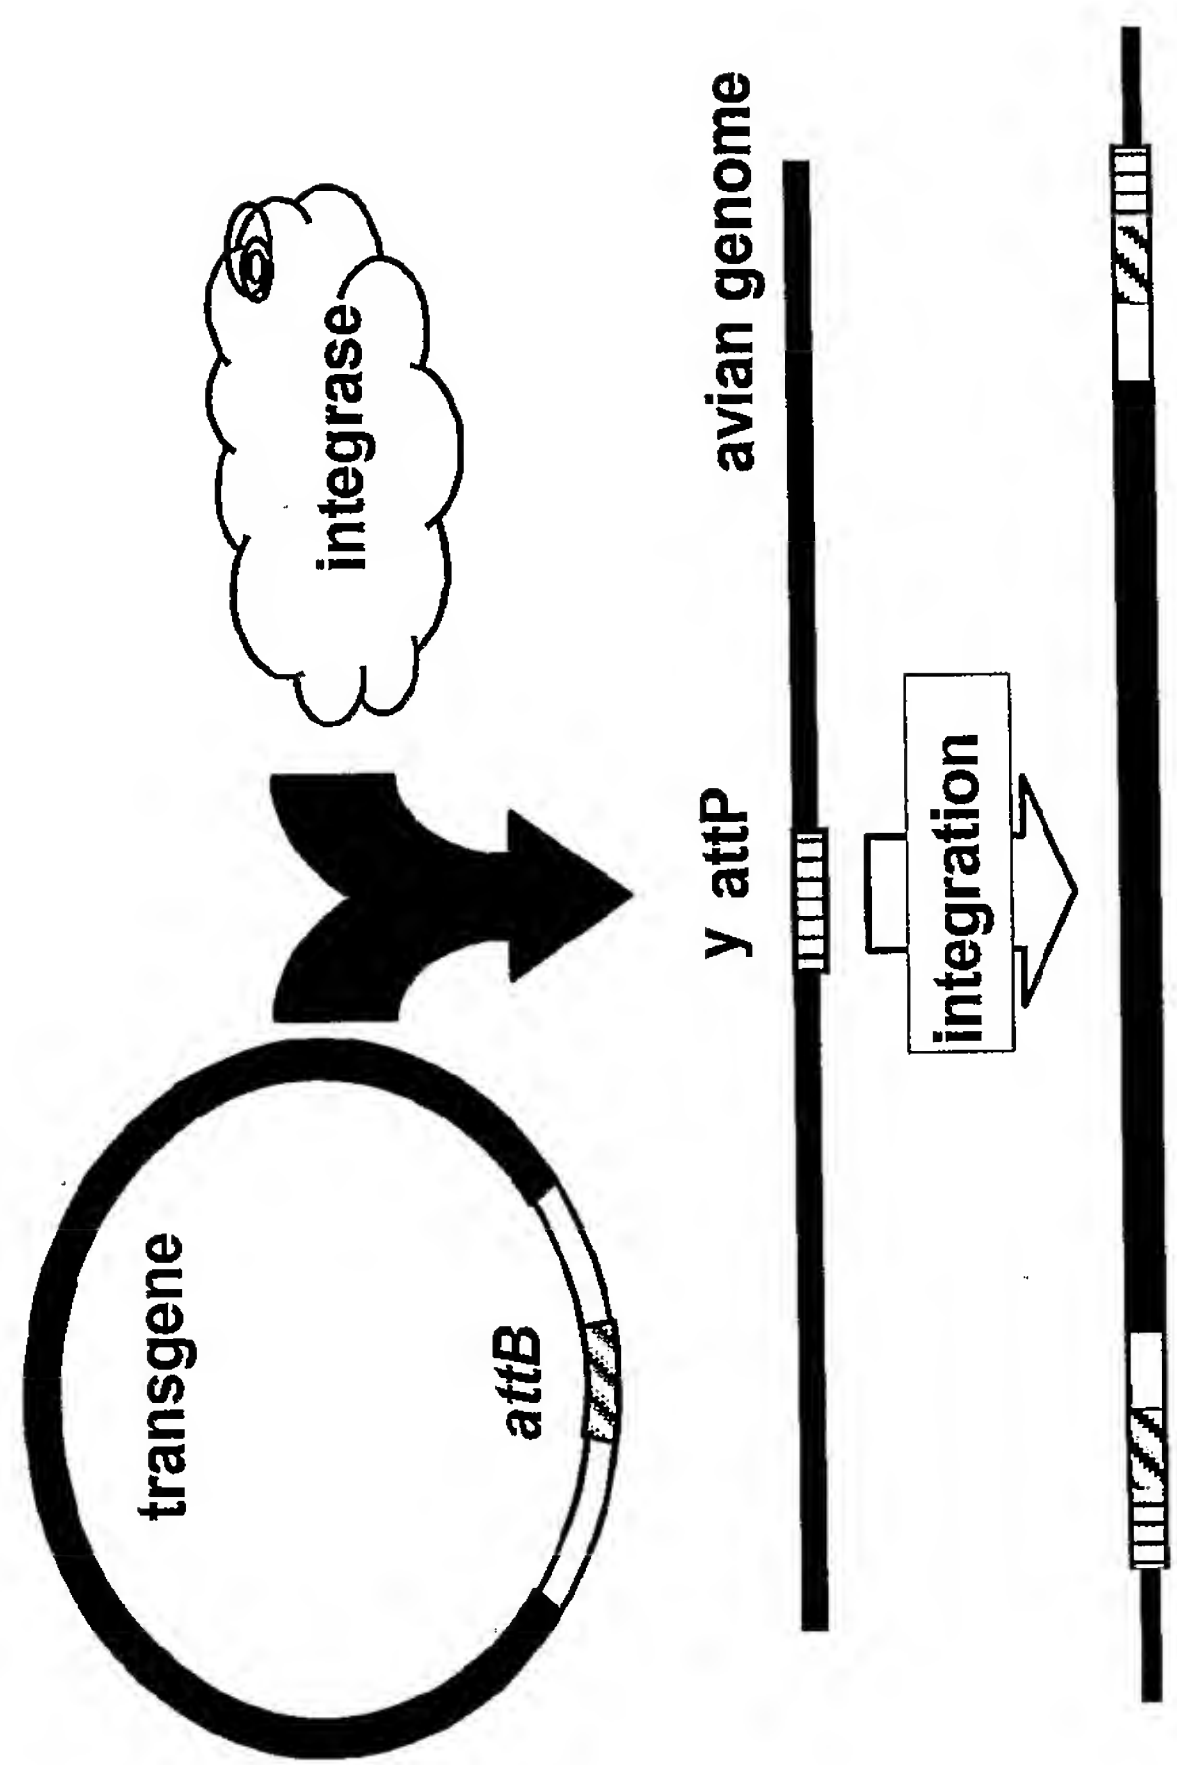 transgene
integrase
attB
y attP
avian genome
integration